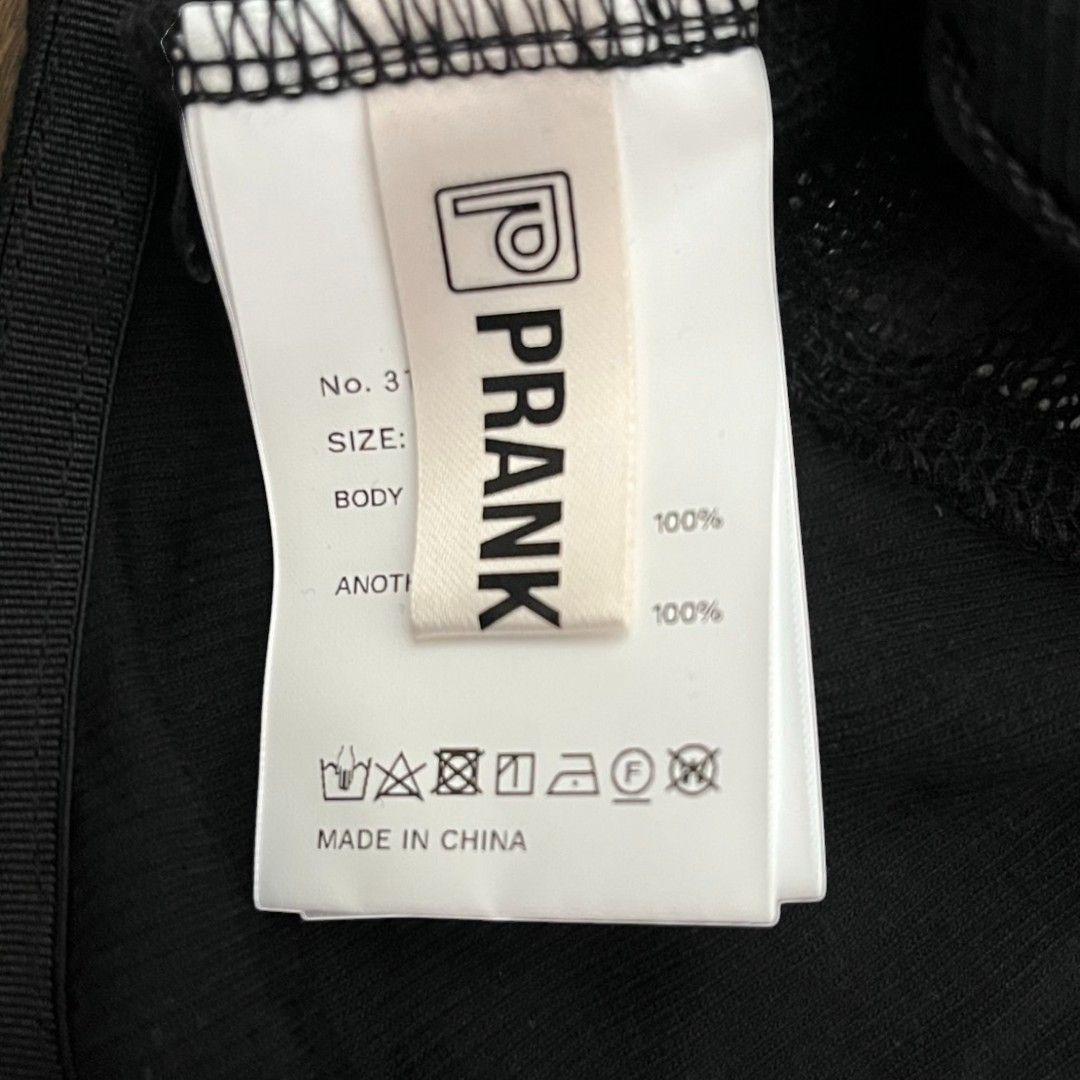 PRANK
No. 3
SIZE:
BODY
100%
ANOTH
100%
F
W
MADE IN CHINA